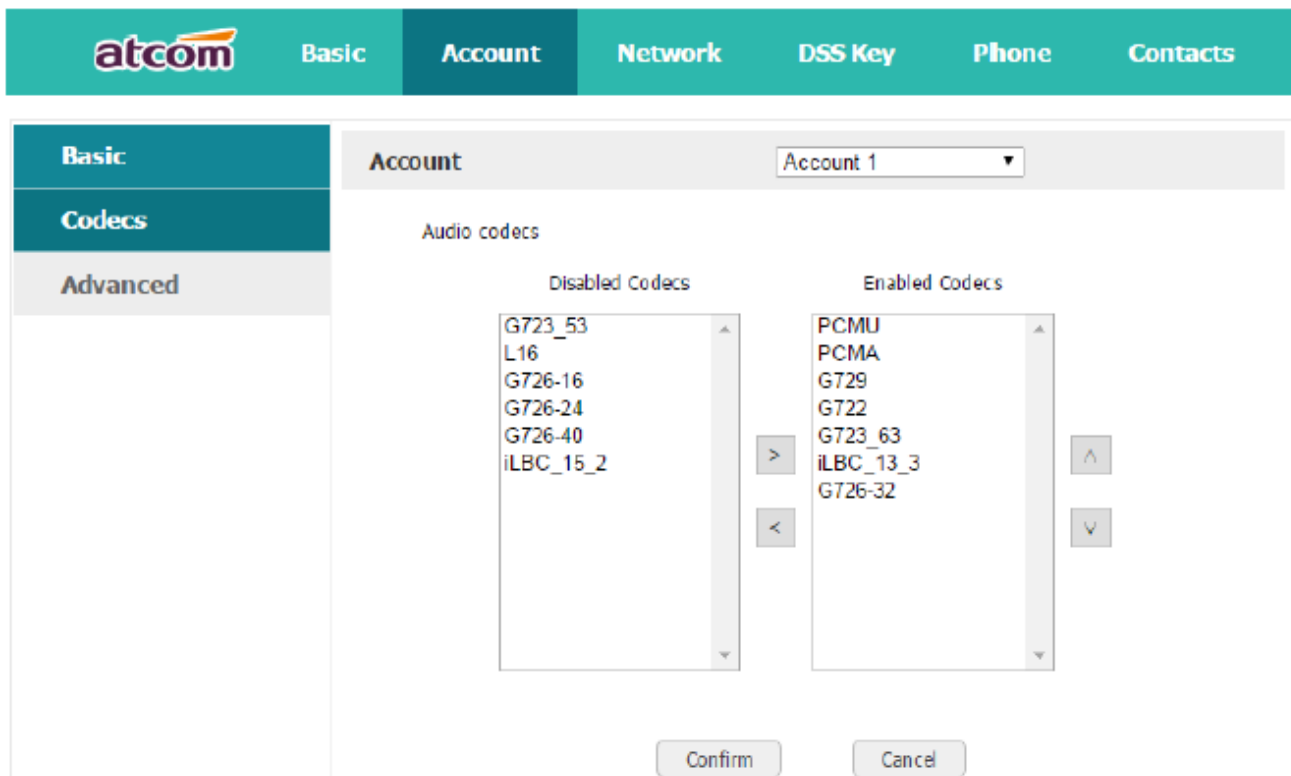 atcom Basic Account Network DSS Key Phone Contacts
Basic
Account Account 1
Codecs
Audio codecs
Advanced
Disabled Codecs Enabled Codecs
G723_53 PCMU
L16 PCMA
G726-16 G729
G726-24 G722
G726-40 G723_63
iLBC_15_2 iLBC_13_3
G726-32
>
<
Confirm Cancel